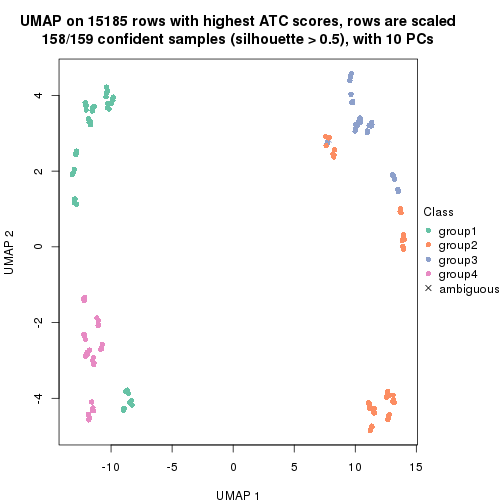 UMAP on 15185 rows with highest ATC scores, rows are scaled
158/159 confident samples (silhouette > 0.5), with 10 PCs
4
2
0
-2
-4
UMAP 2
-10
-5
0
5
10
15
UMAP 1
Class
group1
group2
group3
group4
ambiguous